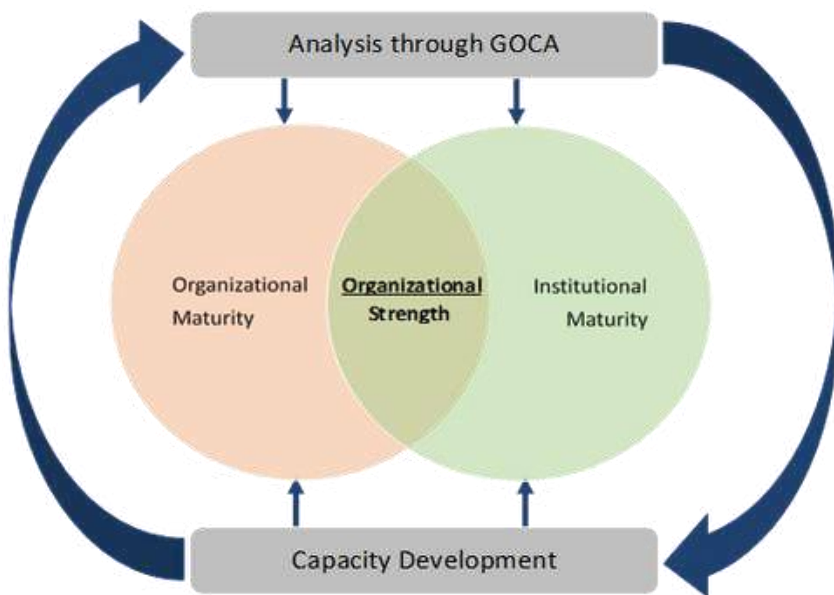 Analysis through GOCA
Organizational
Maturity
Organizational
Strength
Institutional
Maturity
Capacity Development